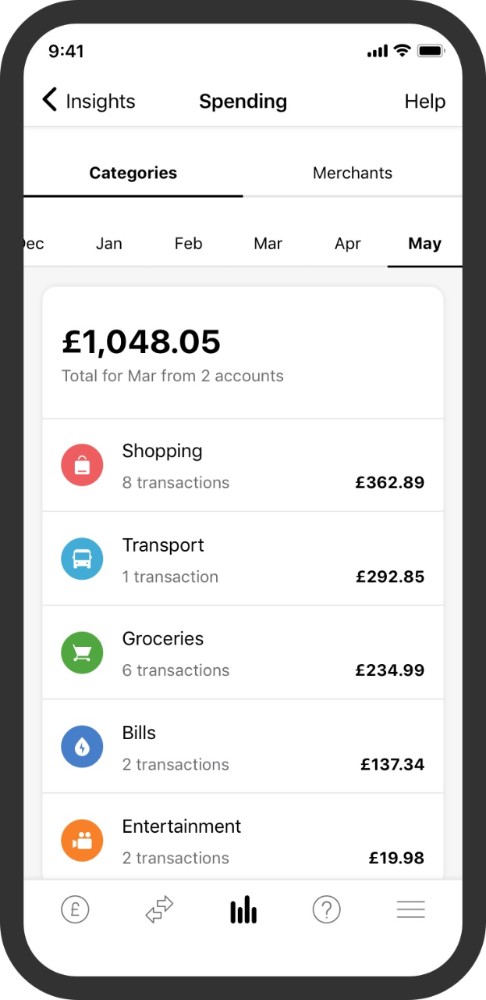 9:41
Insights Spending Help
Categories Merchants
Jan Feb Mar Apr May
£1,048.05
Total for Mar from 2 accounts
Shopping
8 transactions £362.89
Transport
1 transaction £292.85
Groceries
6 transactions £234.99
Bills
2 transactions £137.34
Entertainment
2 transactions £19.98
£ ?